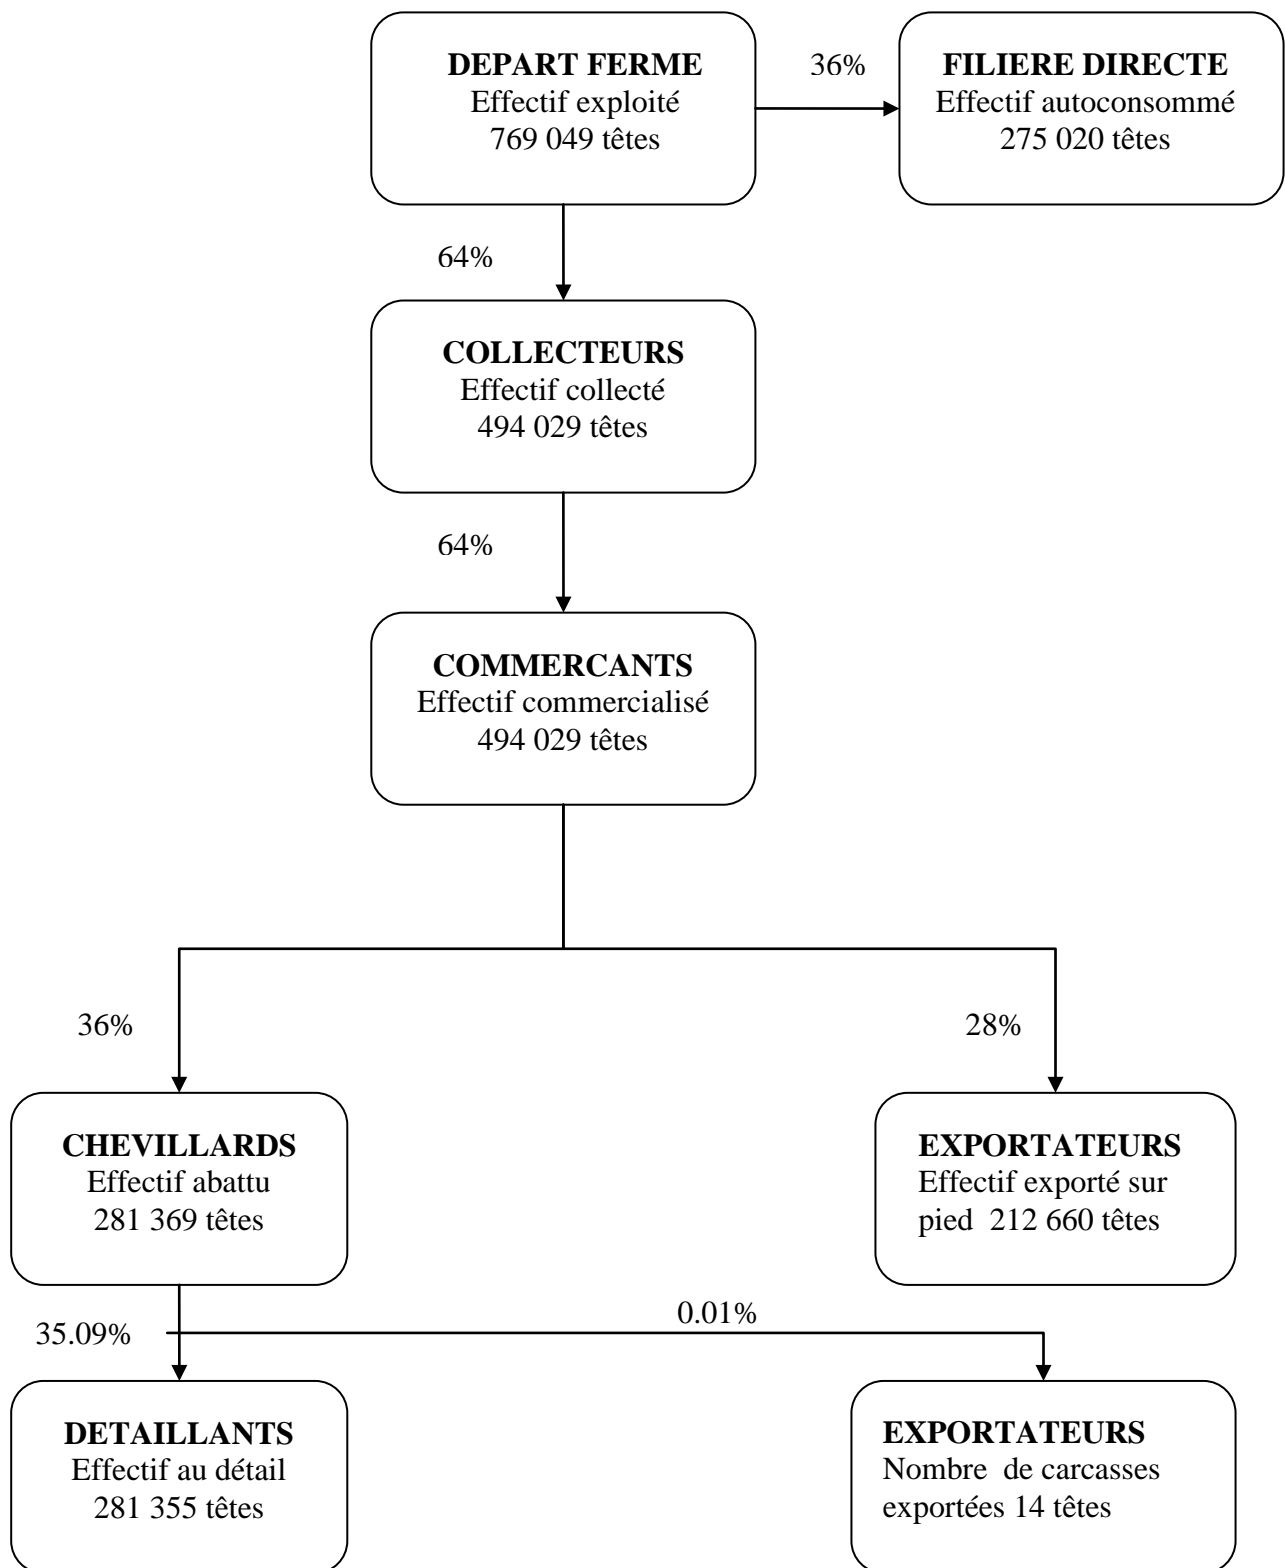 DEPART FERME
Effectif exploité
769 049 têtes
36%
FILIERE DIRECTE
Effectif autoconsommé
275 020 têtes
64%
COLLECTEURS
Effectif collecté
494 029 têtes
64%
COMMERCANTS
Effectif commercialisé
494 029 têtes
36%
28%
CHEVILLARDS
Effectif abattu
281 369 têtes
EXPORTATEURS
Effectif exporté sur
pied 212 660 têtes
35.09%
0.01%
DETAILLANTS
Effectif au détail
281 355 têtes
EXPORTATEURS
Nombre de carcasses
exportées 14 têtes